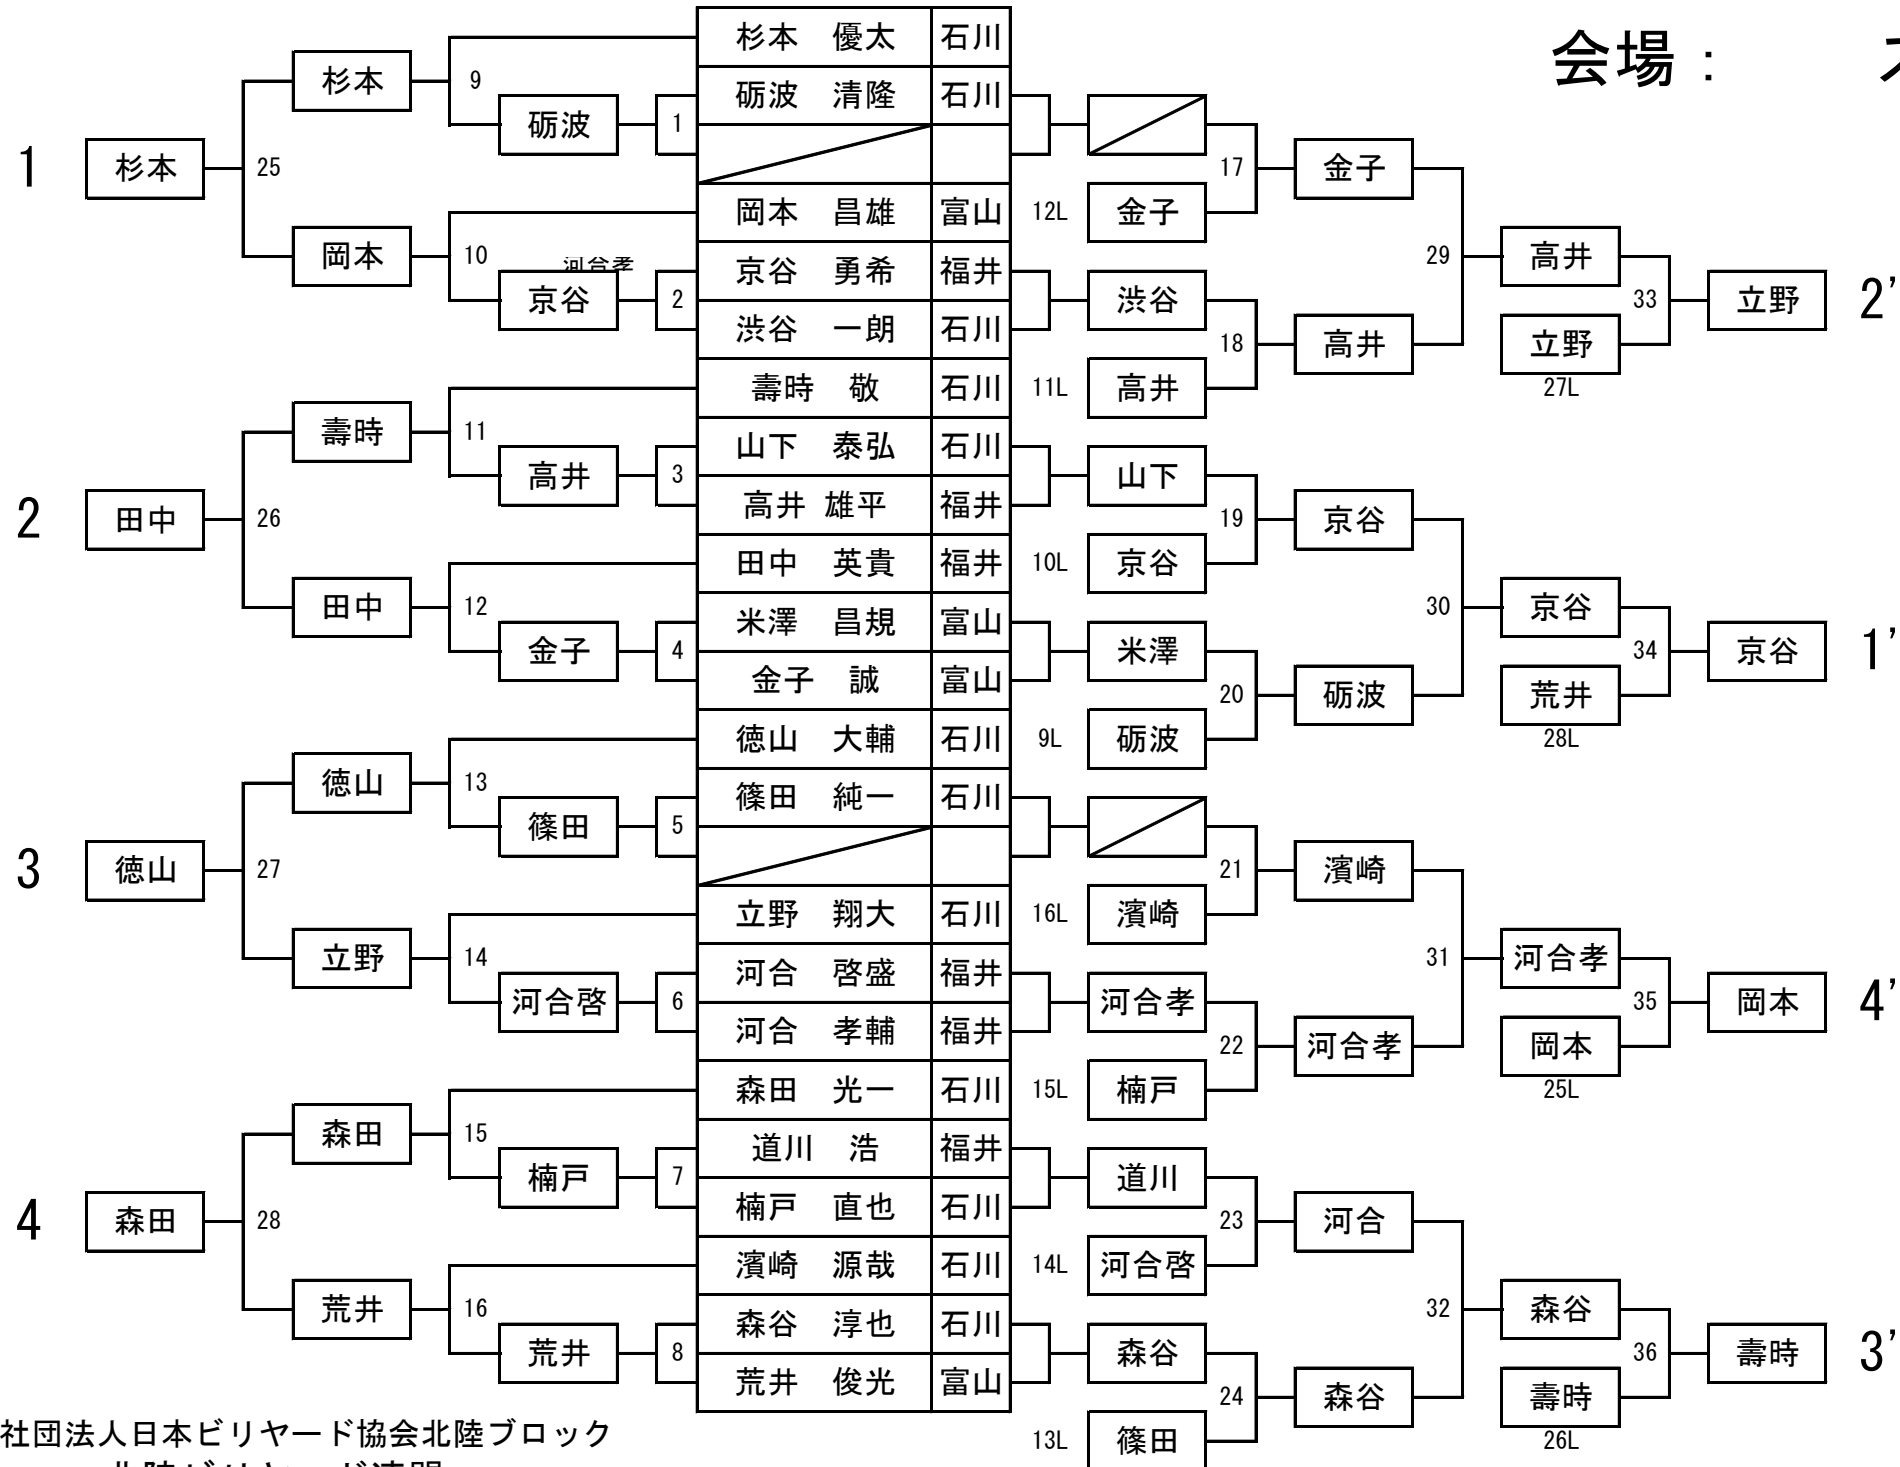 杉本　優太 石川
会場：
杉本 9 砺波　清隆 石川
砺波 1
1 杉本 25 17 金子
岡本　昌雄 富山 12L 金子
岡本 10 河合孝 京谷　勇希 福井 29 高井
京谷 2 渋谷 33 立野 2'
渋谷　一朗 石川
18 高井 立野
壽時　敬 石川 11L 高井 27L
壽時 11 山下　泰弘 石川
高井 3 山下
2 田中 26 高井 雄平 福井 19 京谷
田中　英貴 福井 10L 京谷
田中 12 米澤　昌規 富山 30 京谷
金子 4 米澤 34 京谷 1'
金子　誠 富山
20 砺波 荒井
徳山　大輔 石川 9L 砺波 28L
徳山 13 篠田　純一 石川
篠田 5
3 徳山 27 21 濱崎
立野　翔大 石川 16L 濱崎
立野 14 河合　啓盛 福井 31 河合孝
河合啓 6 河合孝 35 岡本 4'
河合　孝輔 福井
22 河合孝 岡本
森田　光一 石川 15L 楠戸 25L
森田 15 道川　浩 福井
楠戸 7 道川
4 森田 28 楠戸　直也 石川 23 河合
濱崎　源哉 石川 14L 河合啓
荒井 16 森谷　淳也 石川 32 森谷
荒井 8 森谷 36 壽時 3'
荒井　俊光 富山
24 森谷 壽時
社団法人日本ビリヤード協会北陸ブロック 13L 篠田 26L
北陸ビリヤード連盟